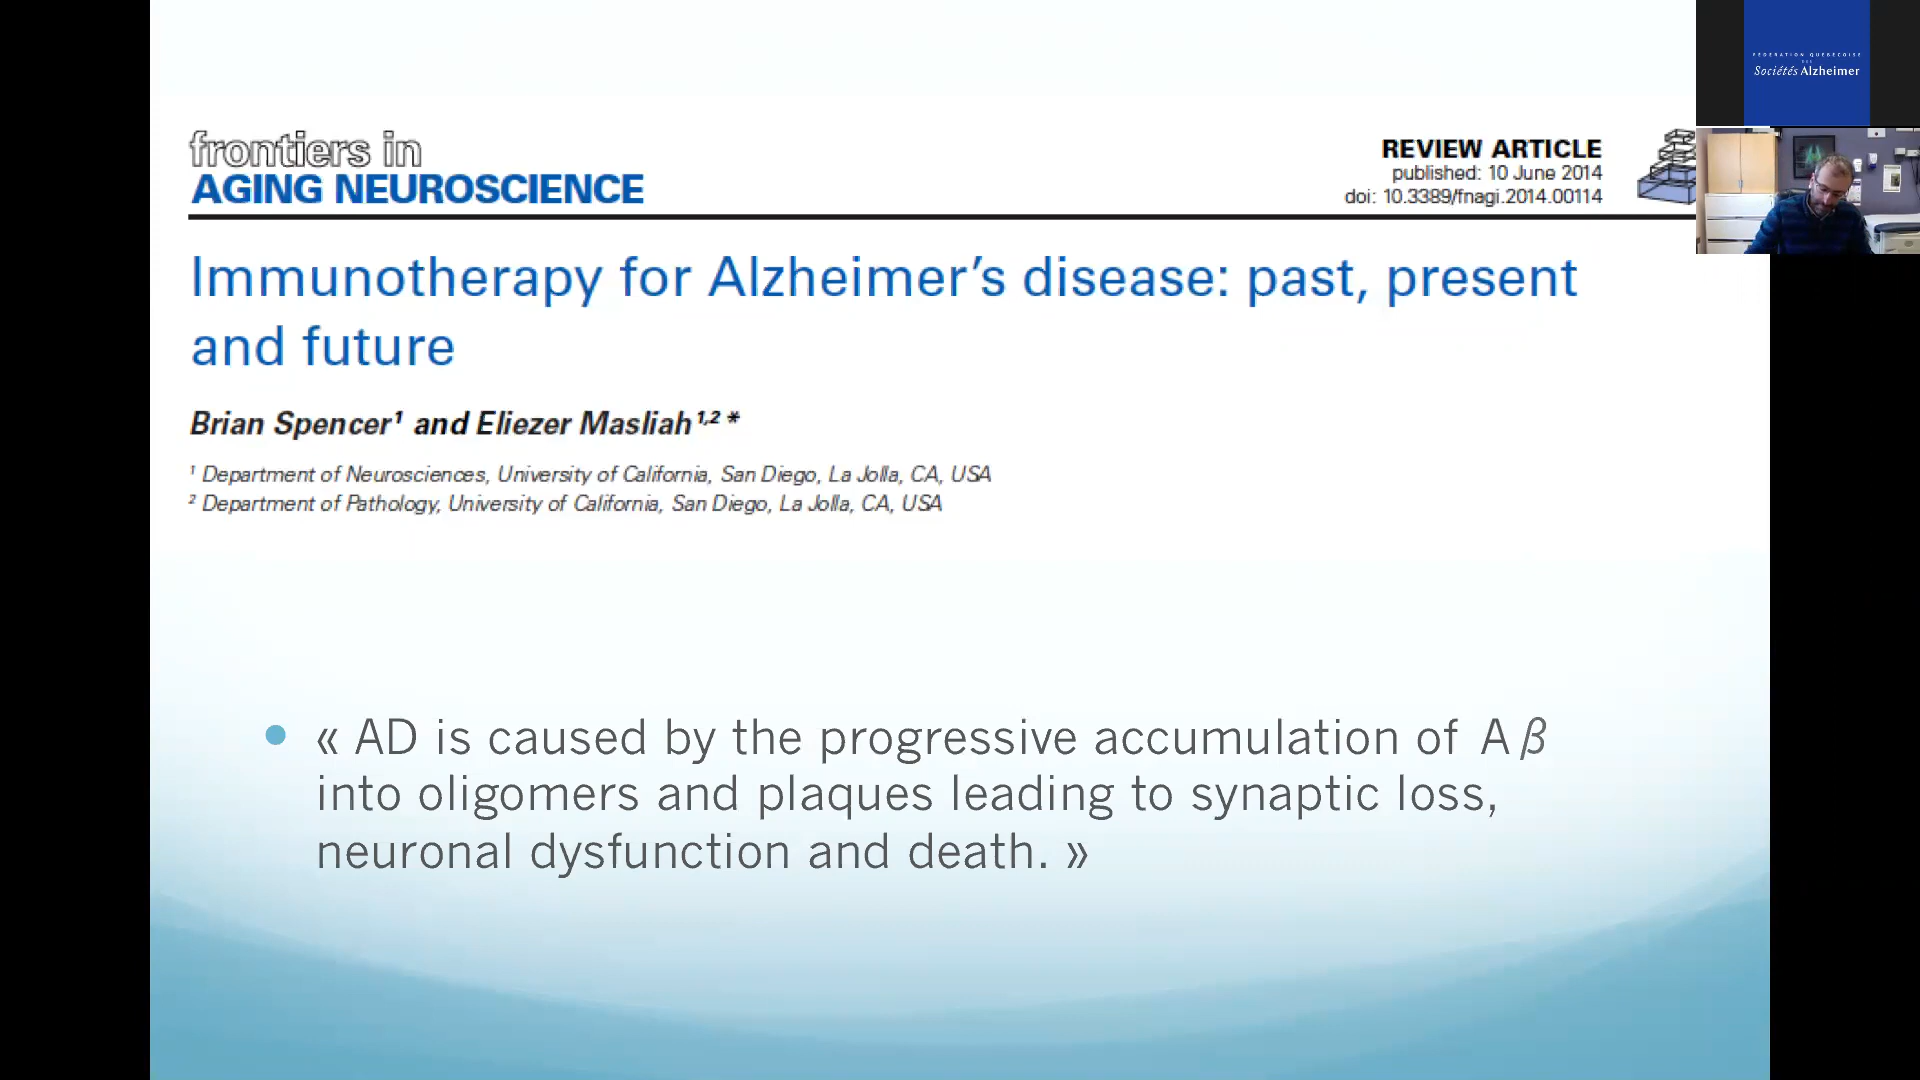 frontiers in
AGING NEUROSCIENCE
REVIEW ARTICLE
published: 10 June 2014
doi: 10.3389/fnagi.2014.00114
FÉDÉRATION QUÉBÉCOISE
DES
Sociétés Alzheimer
Immunotherapy for Alzheimer’s disease: past, present
and future
Brian Spencer¹ and Eliezer Masliah¹,²*
¹ Department of Neurosciences, University of California, San Diego, La Jolla, CA, USA
² Department of Pathology, University of California, San Diego, La Jolla, CA, USA
• « AD is caused by the progressive accumulation of Aβ
into oligomers and plaques leading to synaptic loss,
neuronal dysfunction and death. »